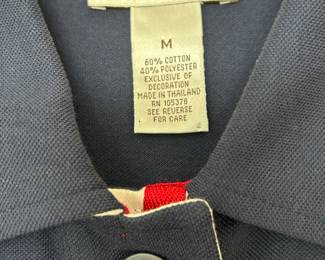 M
60% COTTON
40% POLYESTER
EXCLUSIVE OF
DECORATION
MADE IN THAILAND
RN 105378
SEE REVERSE
FOR CARE